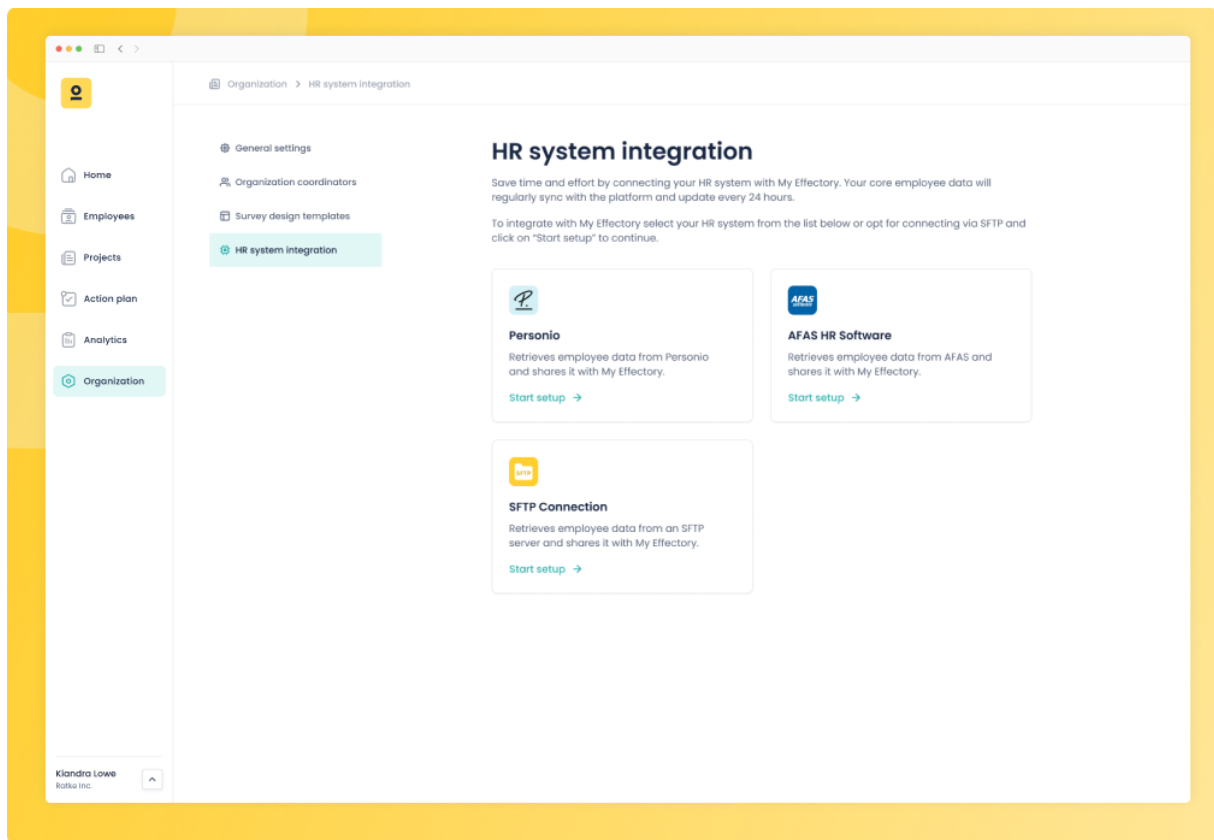 Organization > HR system integration
Home
Employees
Projects
Action plan
Analytics
Organization
General settings
Organization coordinators
Survey design templates
HR system integration
HR system integration
Save time and effort by connecting your HR system with My Effectory. Your core employee data will
regularly sync with the platform and update every 24 hours.
To integrate with My Effectory select your HR system from the list below or opt for connecting via SFTP and
click on “Start setup” to continue.
P.
Personio
Retrieves employee data from Personio
and shares it with My Effectory.
Start setup →
AFAS
software
AFAS HR Software
Retrieves employee data from AFAS and
shares it with My Effectory.
Start setup →
SFTP
SFTP Connection
Retrieves employee data from an SFTP
server and shares it with My Effectory.
Start setup →
Kiandra Lowe
Ratke Inc.